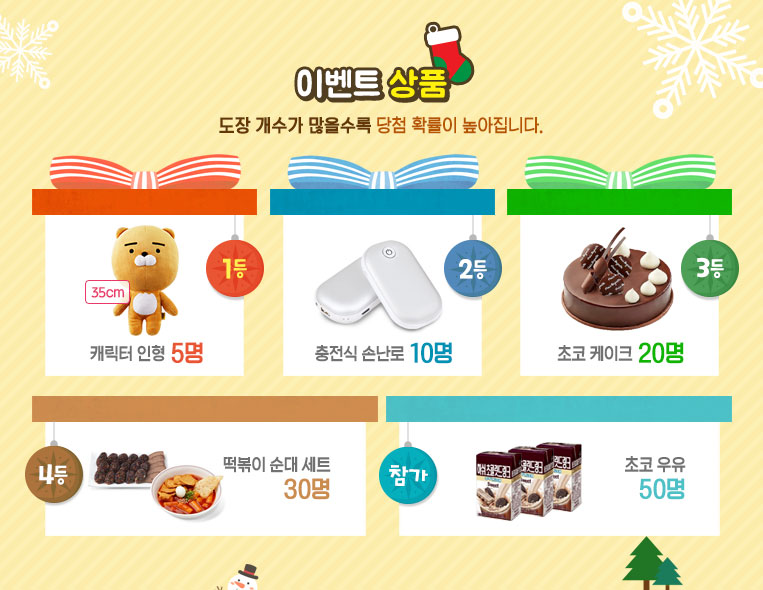 이벤트 상품
도장 개수가 많을수록 당첨 확률이 높아집니다.
1등
35cm
캐릭터 인형 5명
2등
충전식 손난로 10명
3등
초코 케이크 20명
4등
떡볶이 순대 세트
30명
참가
초코 우유
50명